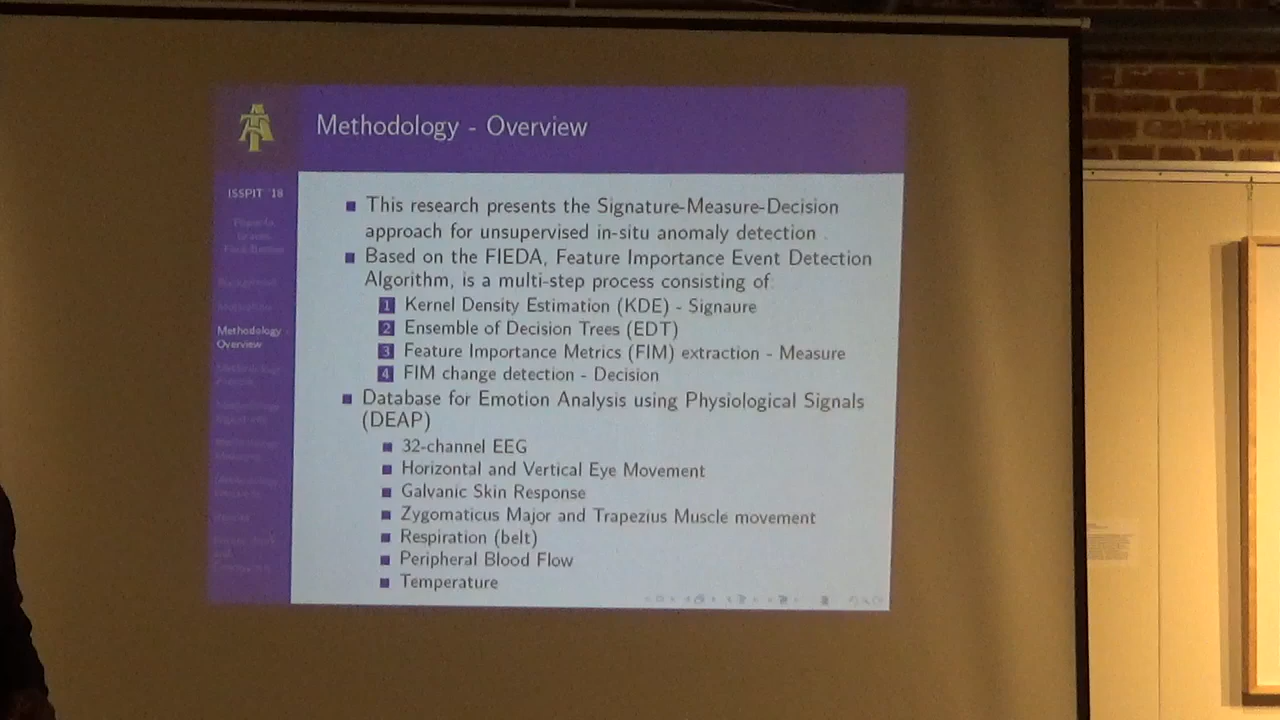 Methodology - Overview
ISSPIT '18
This research presents the Signature-Measure-Decision
approach for unsupervised in-situ anomaly detection .
Based on the FIEDA, Feature Importance Event Detection
Algorithm, is a multi-step process consisting of:
1 Kernel Density Estimation (KDE) - Signaure
2 Ensemble of Decision Trees (EDT)
3 Feature Importance Metrics (FIM) extraction - Measure
4 FIM change detection - Decision
Database for Emotion Analysis using Physiological Signals
(DEAP)
32-channel EEG
Horizontal and Vertical Eye Movement
Galvanic Skin Response
Zygomaticus Major and Trapezius Muscle movement
Respiration (belt)
Peripheral Blood Flow
Temperature
Methodology -
Overview